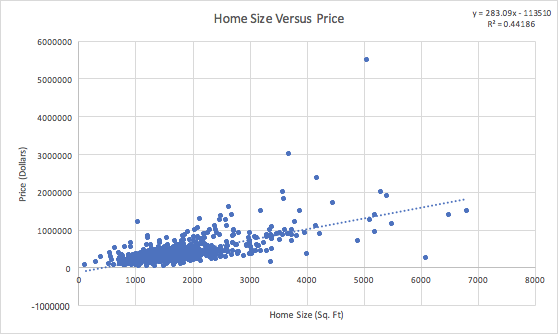 Home Size Versus Price
y = 283.09x - 113510
R² = 0.44186
6000000
5000000
4000000
3000000
2000000
1000000
0
-1000000
0 1000 2000 3000 4000 5000 6000 7000 8000
Price (Dollars)
Home Size (Sq. Ft)